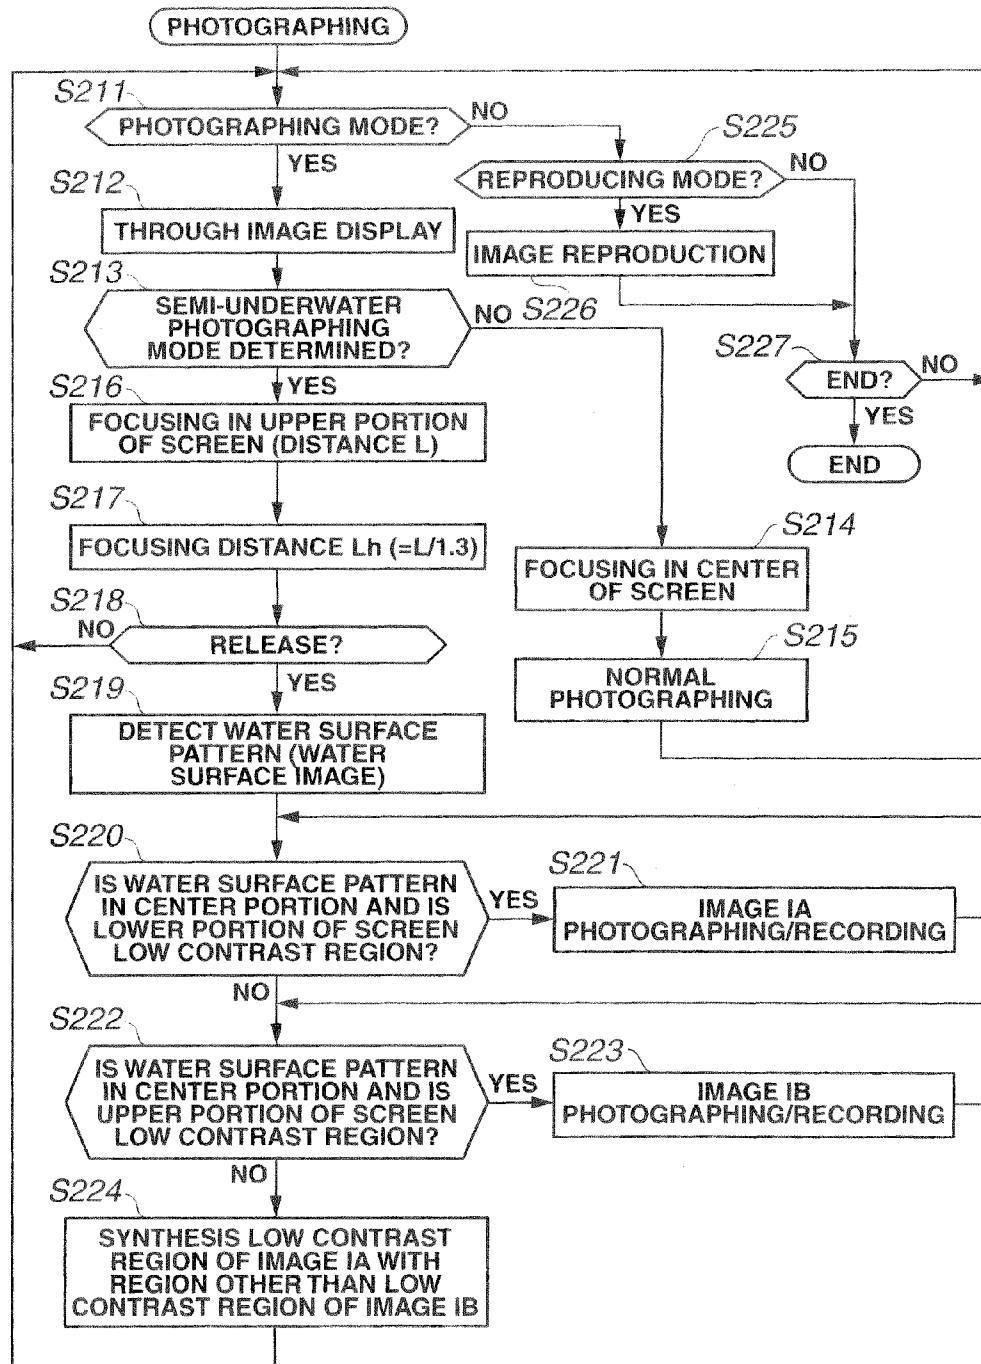 PHOTOGRAPHING
S211
PHOTOGRAPHING MODE?
NO
YES
S225
REPRODUCING MODE?
NO
YES
S212
THROUGH IMAGE DISPLAY
IMAGE REPRODUCTION
S226
S213
SEMI-UNDERWATER
PHOTOGRAPHING
MODE DETERMINED?
NO
YES
S227
END?
NO
YES
END
S216
FOCUSING IN UPPER PORTION
OF SCREEN (DISTANCE L)
S217
FOCUSING DISTANCE Lh (=L/1.3)
S214
FOCUSING IN CENTER
OF SCREEN
S218
NO
RELEASE?
YES
S215
NORMAL
PHOTOGRAPHING
S219
DETECT WATER SURFACE
PATTERN (WATER
SURFACE IMAGE)
S220
IS WATER SURFACE PATTERN
IN CENTER PORTION AND IS
LOWER PORTION OF SCREEN
LOW CONTRAST REGION?
YES
NO
S221
IMAGE IA
PHOTOGRAPHING/RECORDING
S222
IS WATER SURFACE PATTERN
IN CENTER PORTION AND IS
UPPER PORTION OF SCREEN
LOW CONTRAST REGION?
YES
NO
S223
IMAGE IB
PHOTOGRAPHING/RECORDING
S224
SYNTHESIS LOW CONTRAST
REGION OF IMAGE IA WITH
REGION OTHER THAN LOW
CONTRAST REGION OF IMAGE IB